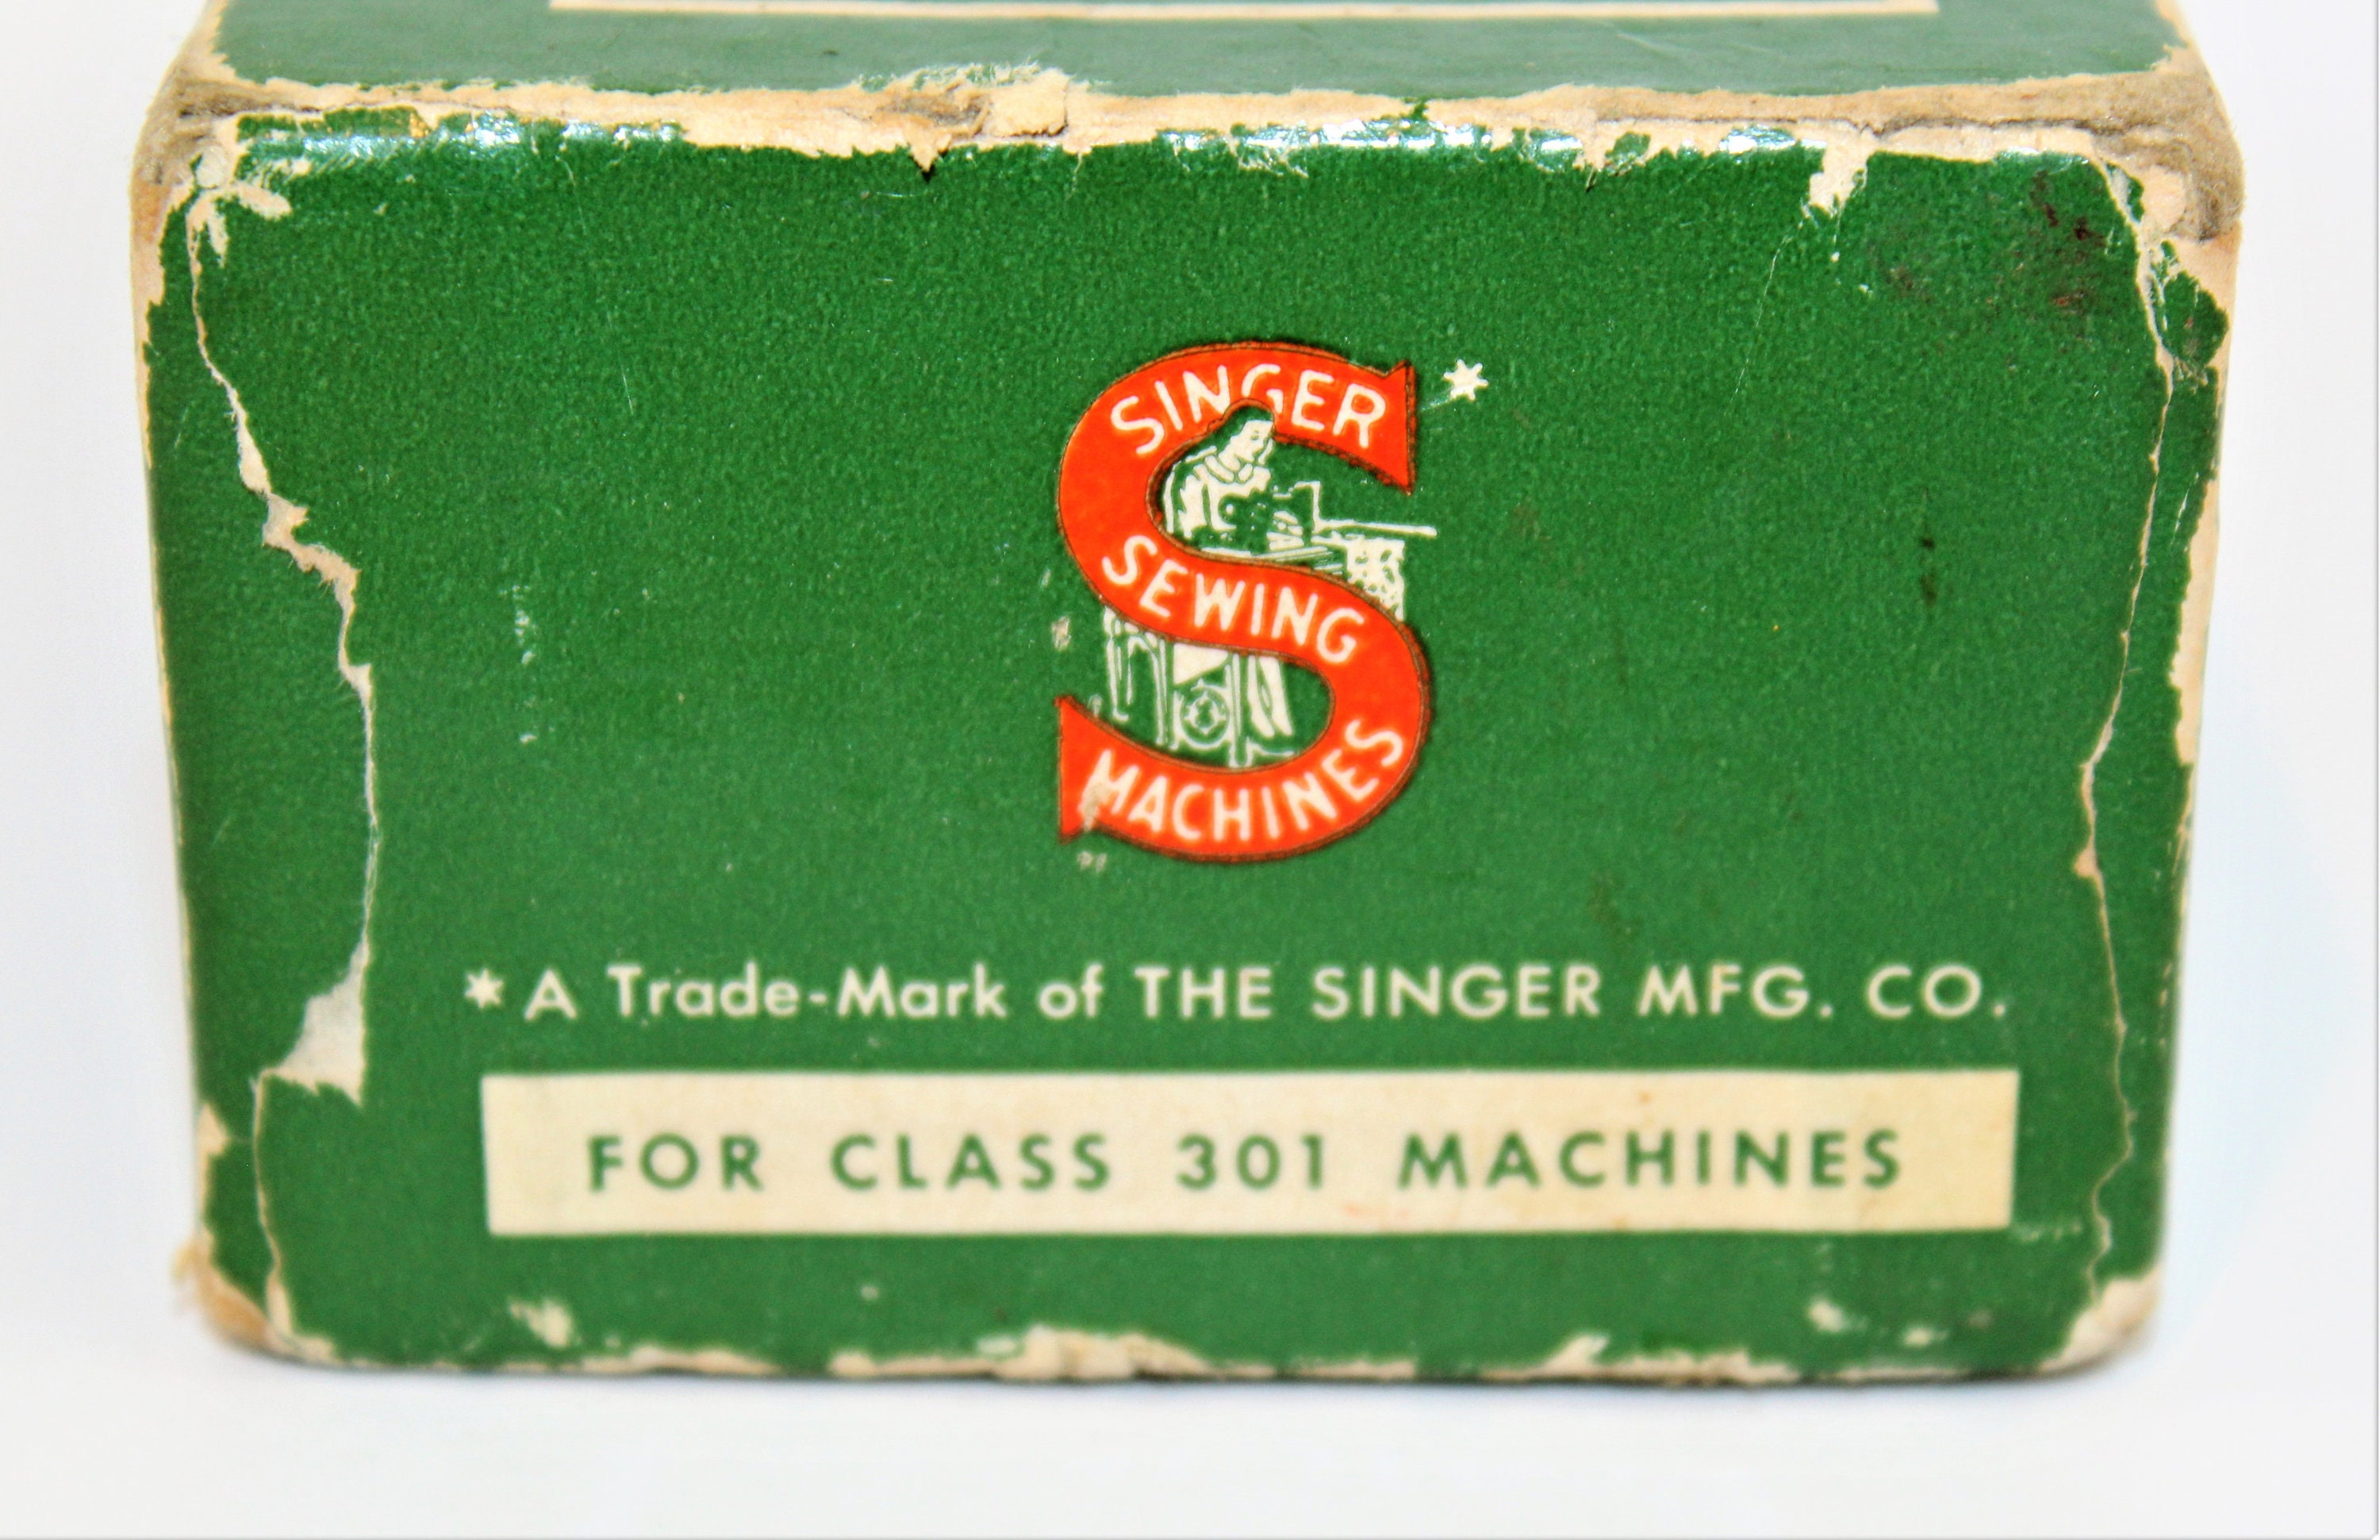 SINGER *
SEWING
MACHINES
* A Trade-Mark of THE SINGER MFG. CO.
FOR CLASS 301 MACHINES